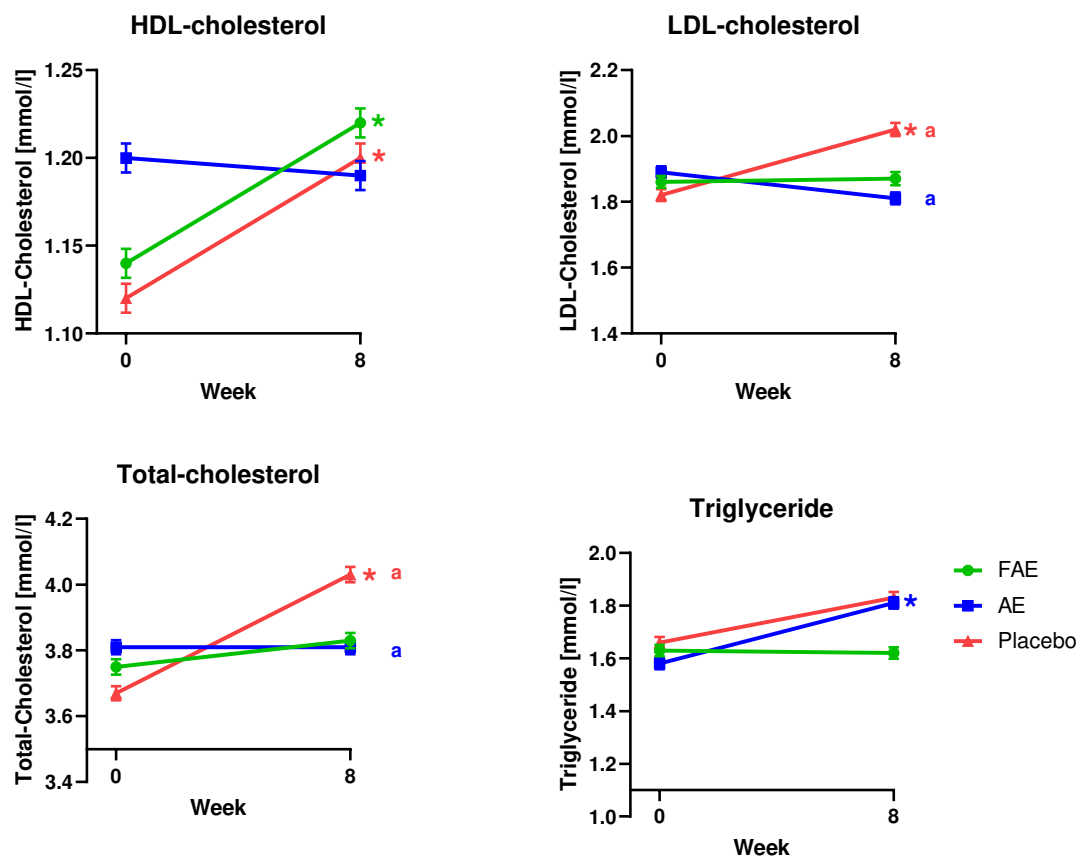 HDL-cholesterol
HDL-Cholesterol [mmol/l]
1.25
1.20
1.15
1.10
*
*
0
8
Week
LDL-cholesterol
LDL-Cholesterol [mmol/l]
2.2
2.0
1.8
1.6
1.4
* a
a
0
8
Week
Total-cholesterol
Total-Cholesterol [mmol/l]
4.2
4.0
3.8
3.6
3.4
* a
a
0
8
Week
Triglyceride
Triglyceride [mmol/l]
2.0
1.8
1.6
1.4
1.2
1.0
*
0
8
Week
FAE
AE
Placebo